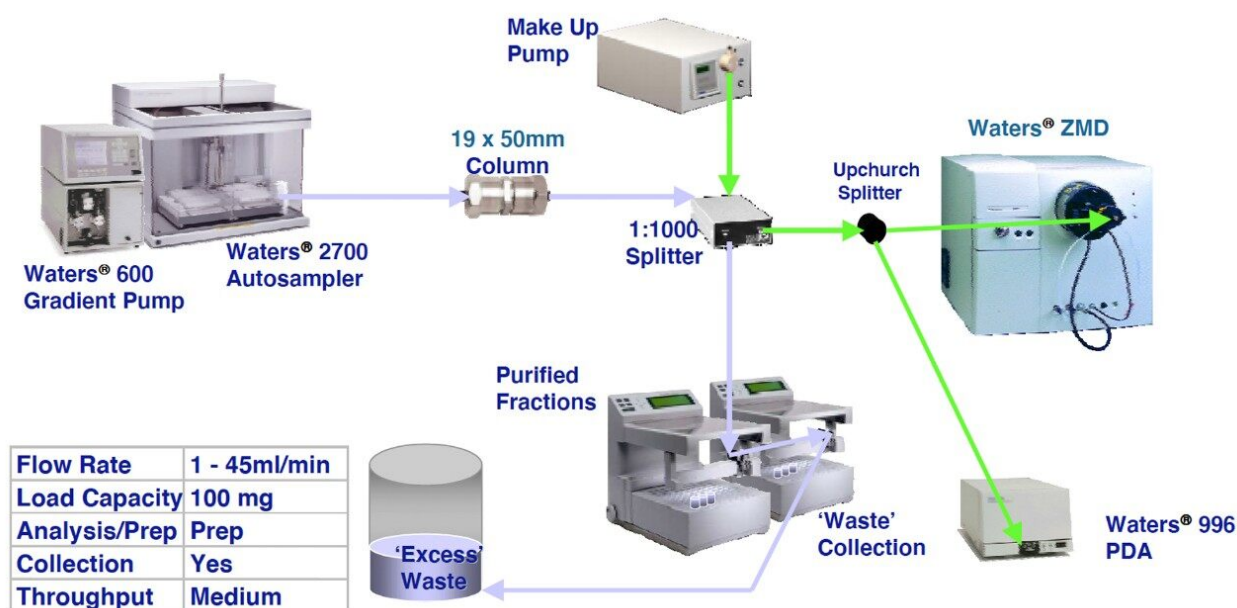 Make Up
Pump
Waters® ZMD
19 x 50mm
Column
Upchurch
Splitter
1:1000
Splitter
Waters® 600
Gradient Pump
Waters® 2700
Autosampler
Purified
Fractions
'Waste'
Collection
Waters® 996
PDA
'Excess'
Waste
Flow Rate 1 - 45ml/min
Load Capacity 100 mg
Analysis/Prep Prep
Collection Yes
Throughput Medium